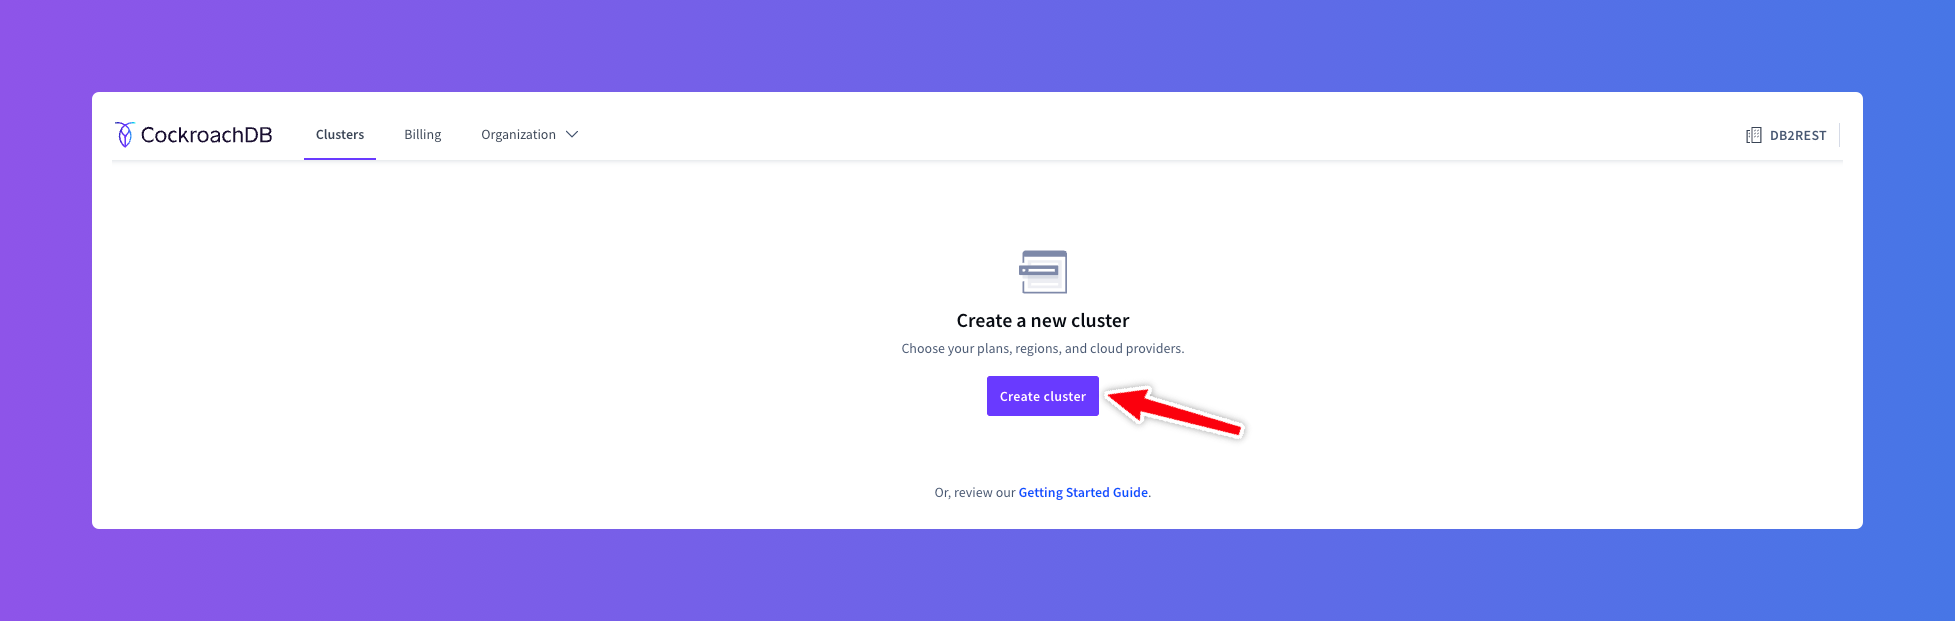 CockroachDB
Clusters
Billing
Organization
DB2REST
Create a new cluster
Choose your plans, regions, and cloud providers.
Create cluster
Or, review our Getting Started Guide.